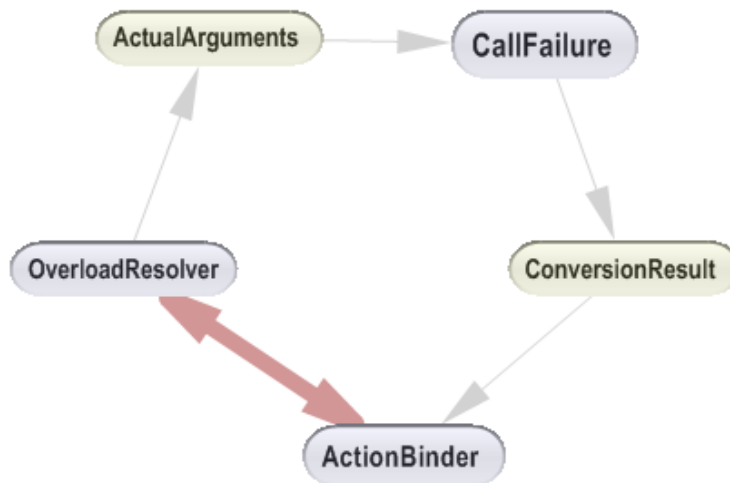 ActualArguments
CallFailure
OverloadResolver
ConversionResult
ActionBinder